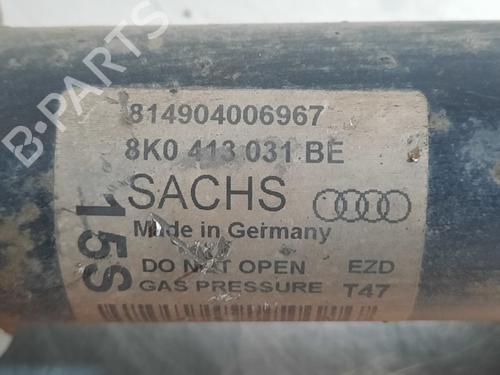 814904006967
8K0 413 031 BE
SACHS
Made in Germany
DO NOT OPEN EZD
GAS PRESSURE T47
15S
B-PARTS